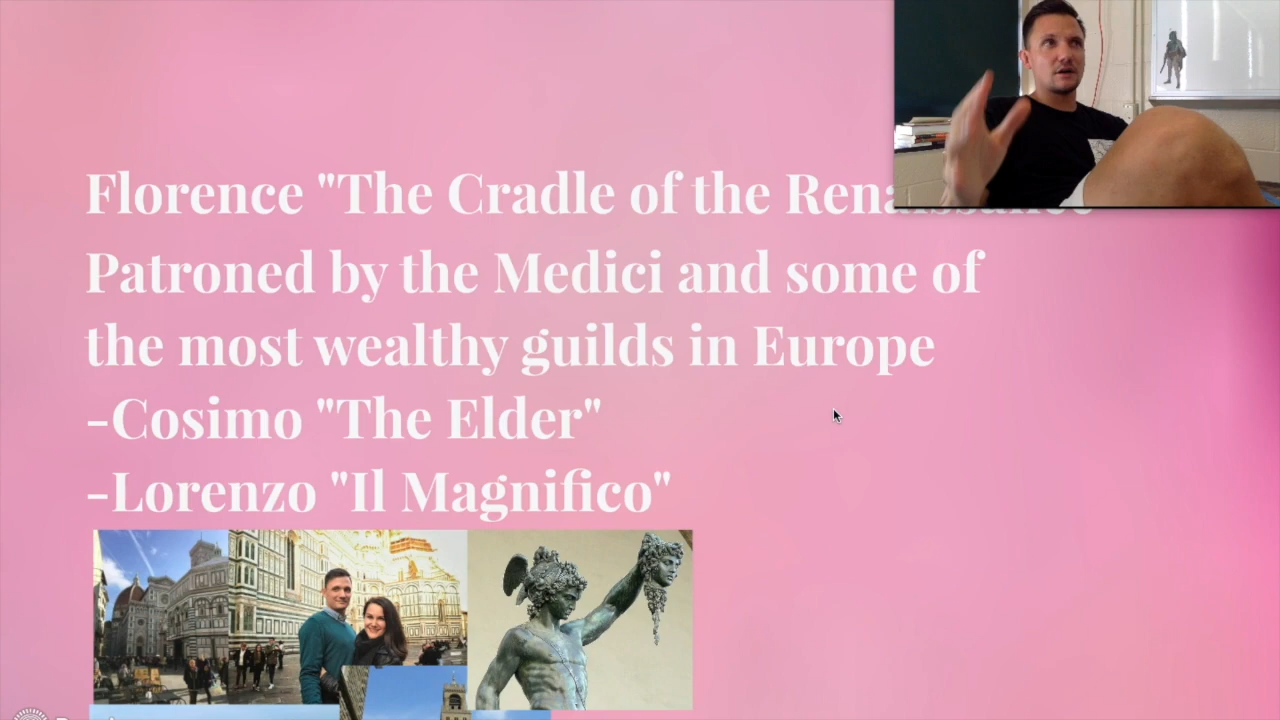 Florence "The Cradle of the Renaissance
Patroned by the Medici and some of
the most wealthy guilds in Europe
-Cosimo "The Elder"
-Lorenzo "Il Magnifico"